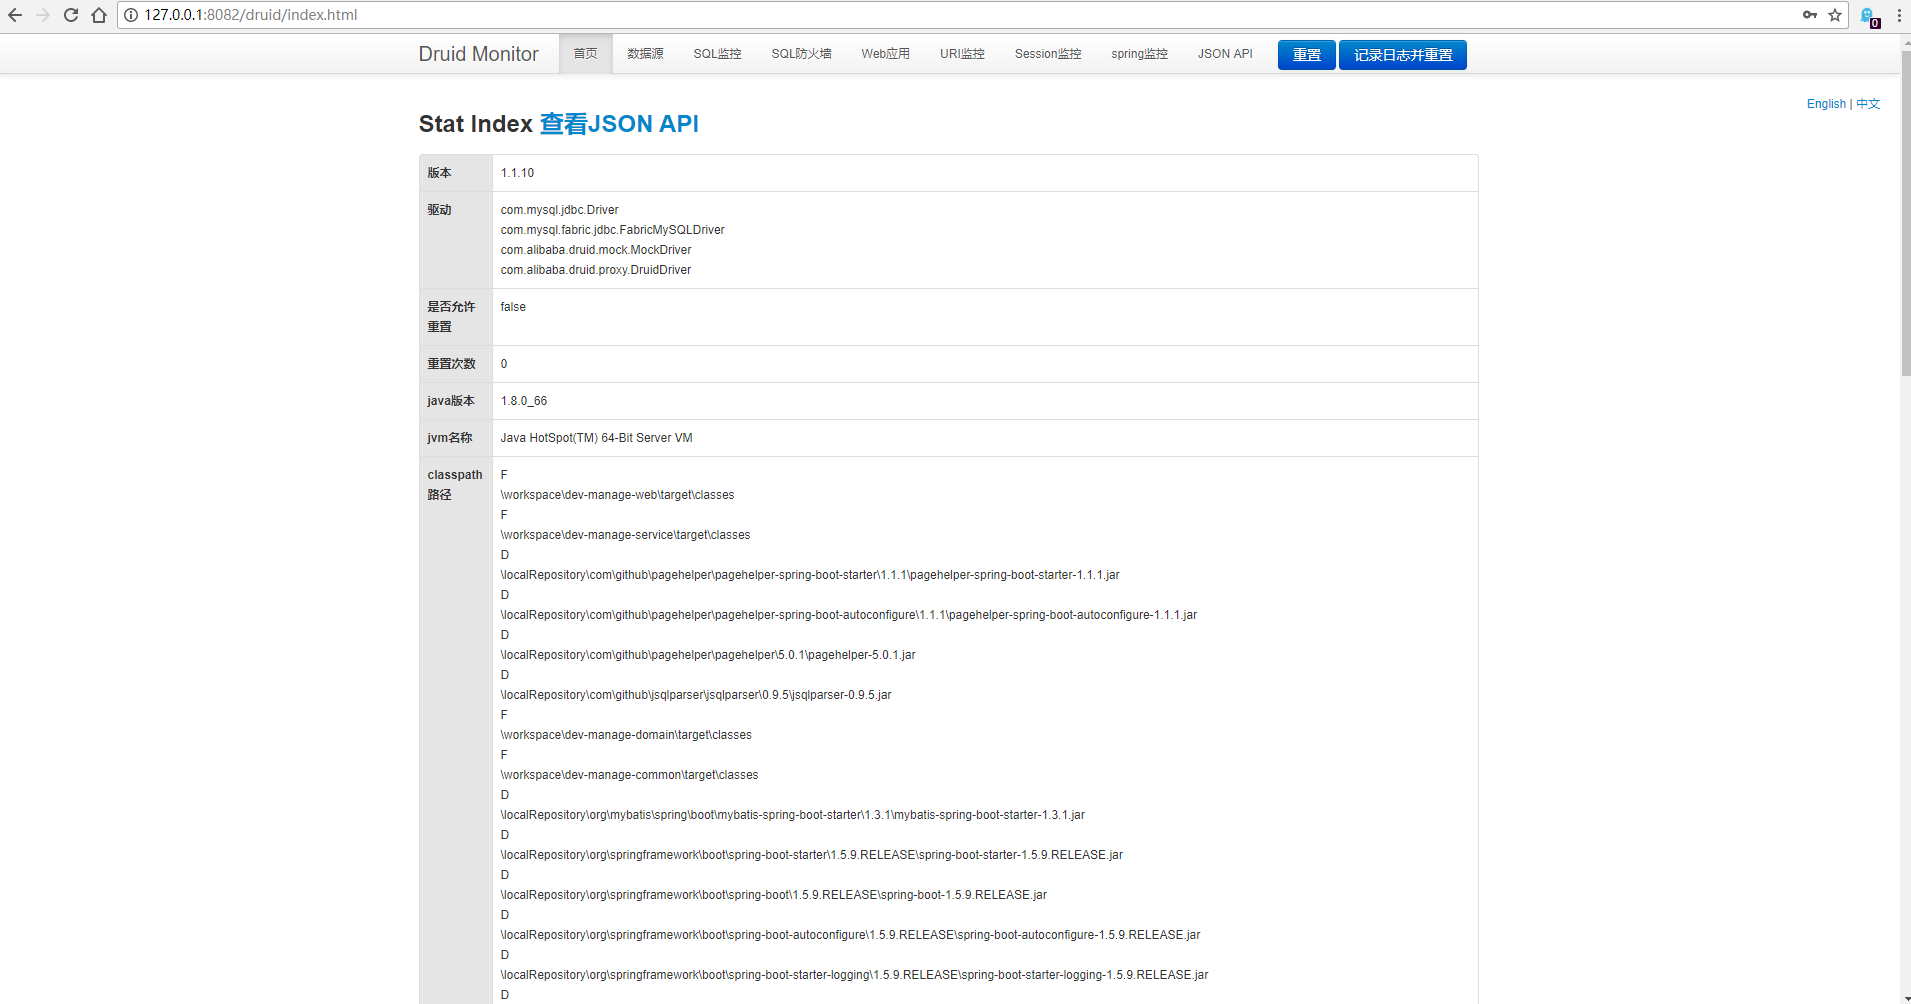 127.0.0.1:8082/druid/index.html
0
Druid Monitor 首页 数据源 SQL监控 SQL防火墙 Web应用 URI监控 Session监控 spring监控 JSON API 重置 记录日志并重置
English | 中文
Stat Index 查看JSON API
版本 1.1.10
驱动 com.mysql.jdbc.Driver
com.mysql.fabric.jdbc.FabricMySQLDriver
com.alibaba.druid.mock.MockDriver
com.alibaba.druid.proxy.DruidDriver
是否允许 false
重置
重置次数 0
java版本 1.8.0_66
jvm名称 Java HotSpot(TM) 64-Bit Server VM
classpath F
路径 \workspace\dev-manage-web\target\classes
F
\workspace\dev-manage-service\target\classes
D
\localRepository\com\github\pagehelper\pagehelper-spring-boot-starter\1.1.1\pagehelper-spring-boot-starter-1.1.1.jar
D
\localRepository\com\github\pagehelper\pagehelper-spring-boot-autoconfigure\1.1.1\pagehelper-spring-boot-autoconfigure-1.1.1.jar
D
\localRepository\com\github\pagehelper\pagehelper\5.0.1\pagehelper-5.0.1.jar
D
\localRepository\com\github\jsqlparser\jsqlparser\0.9.5\jsqlparser-0.9.5.jar
F
\workspace\dev-manage-domain\target\classes
F
\workspace\dev-manage-common\target\classes
D
\localRepository\org\mybatis\spring\boot\mybatis-spring-boot-starter\1.3.1\mybatis-spring-boot-starter-1.3.1.jar
D
\localRepository\org\springframework\boot\spring-boot-starter\1.5.9.RELEASE\spring-boot-starter-1.5.9.RELEASE.jar
D
\localRepository\org\springframework\boot\spring-boot\1.5.9.RELEASE\spring-boot-1.5.9.RELEASE.jar
D
\localRepository\org\springframework\boot\spring-boot-autoconfigure\1.5.9.RELEASE\spring-boot-autoconfigure-1.5.9.RELEASE.jar
D
\localRepository\org\springframework\boot\spring-boot-starter-logging\1.5.9.RELEASE\spring-boot-starter-logging-1.5.9.RELEASE.jar
D